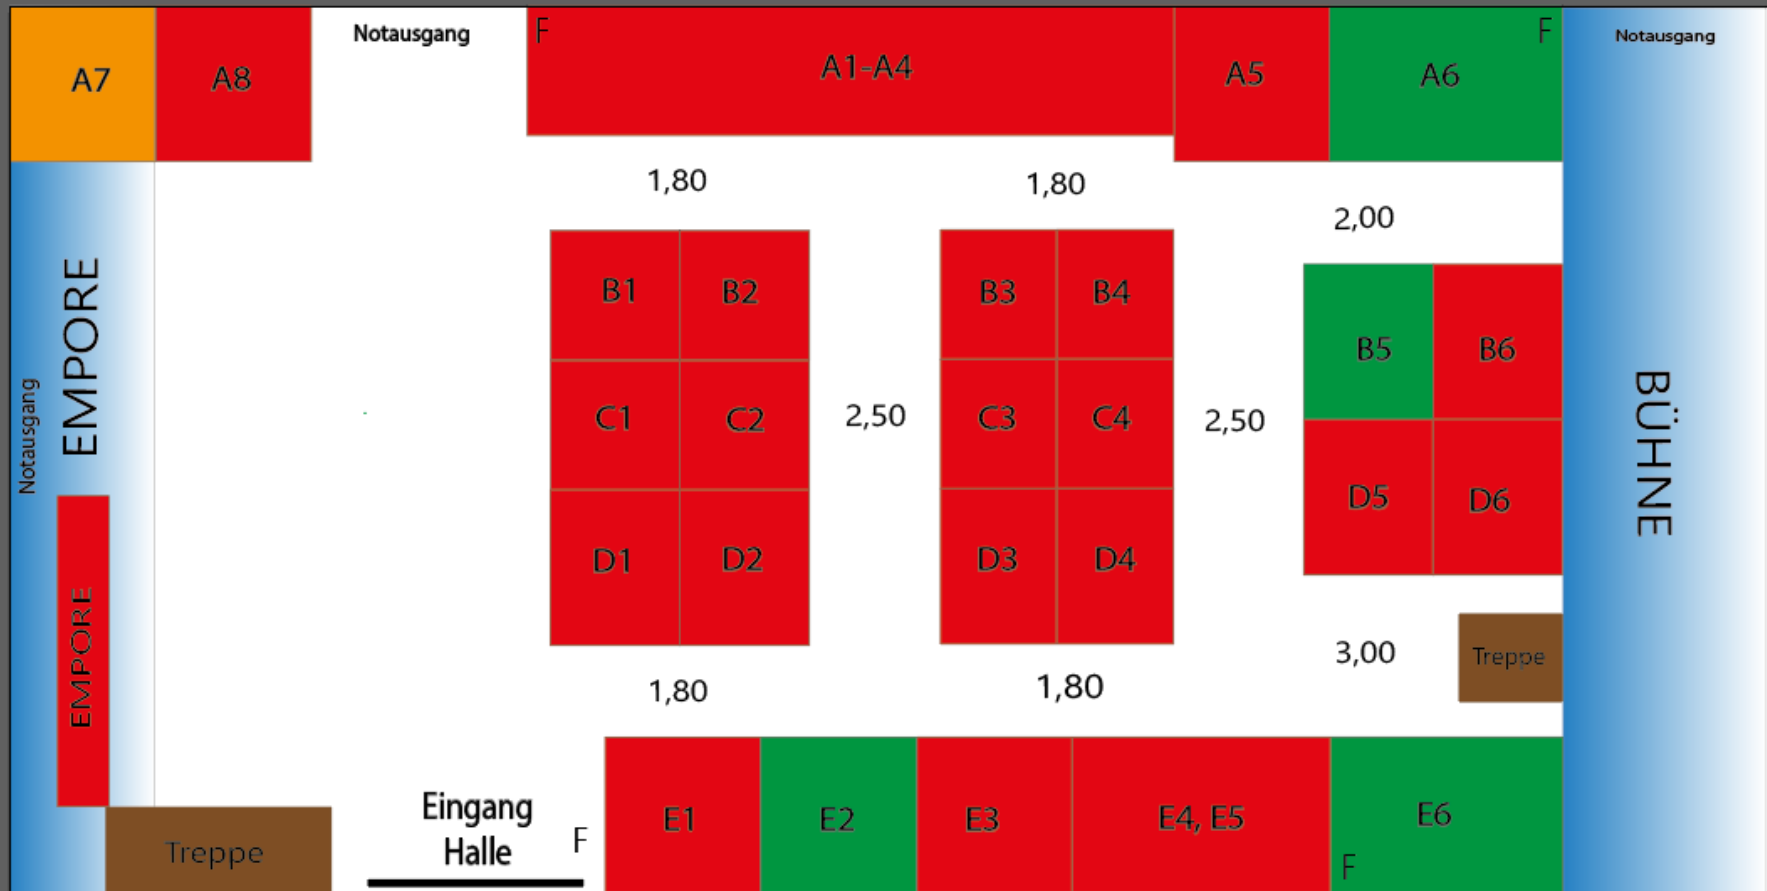 Notausgang
F
A1-A4
A5
F
A6
Notausgang
A7
A8
1,80
1,80
2,00
EMPORE
Notausgang
B1
B2
B3
B4
B5
B6
C1
C2
2,50
C3
C4
2,50
BÜHNE
D5
D6
D1
D2
D3
D4
EMPORE
1,80
1,80
3,00
Treppe
Eingang
Halle
F
E1
E2
E3
E4, E5
E6
F
Treppe